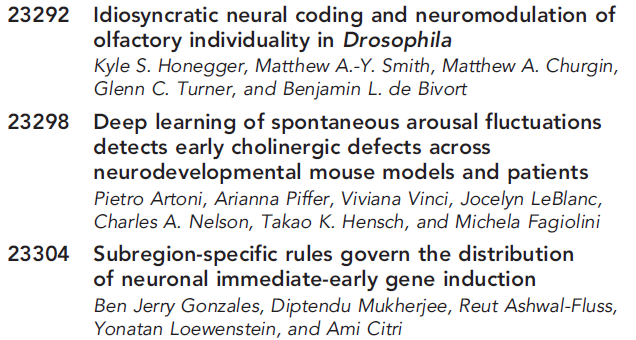 23292 Idiosyncratic neural coding and neuromodulation of
olfactory individuality in Drosophila
Kyle S. Honegger, Matthew A.-Y. Smith, Matthew A. Churgin,
Glenn C. Turner, and Benjamin L. de Bivort
23298 Deep learning of spontaneous arousal fluctuations
detects early cholinergic defects across
neurodevelopmental mouse models and patients
Pietro Artoni, Arianna Piffer, Viviana Vinci, Jocelyn LeBlanc,
Charles A. Nelson, Takao K. Hensch, and Michela Fagiolini
23304 Subregion-specific rules govern the distribution
of neuronal immediate-early gene induction
Ben Jerry Gonzales, Diptendu Mukherjee, Reut Ashwal-Fluss,
Yonatan Loewenstein, and Ami Citri